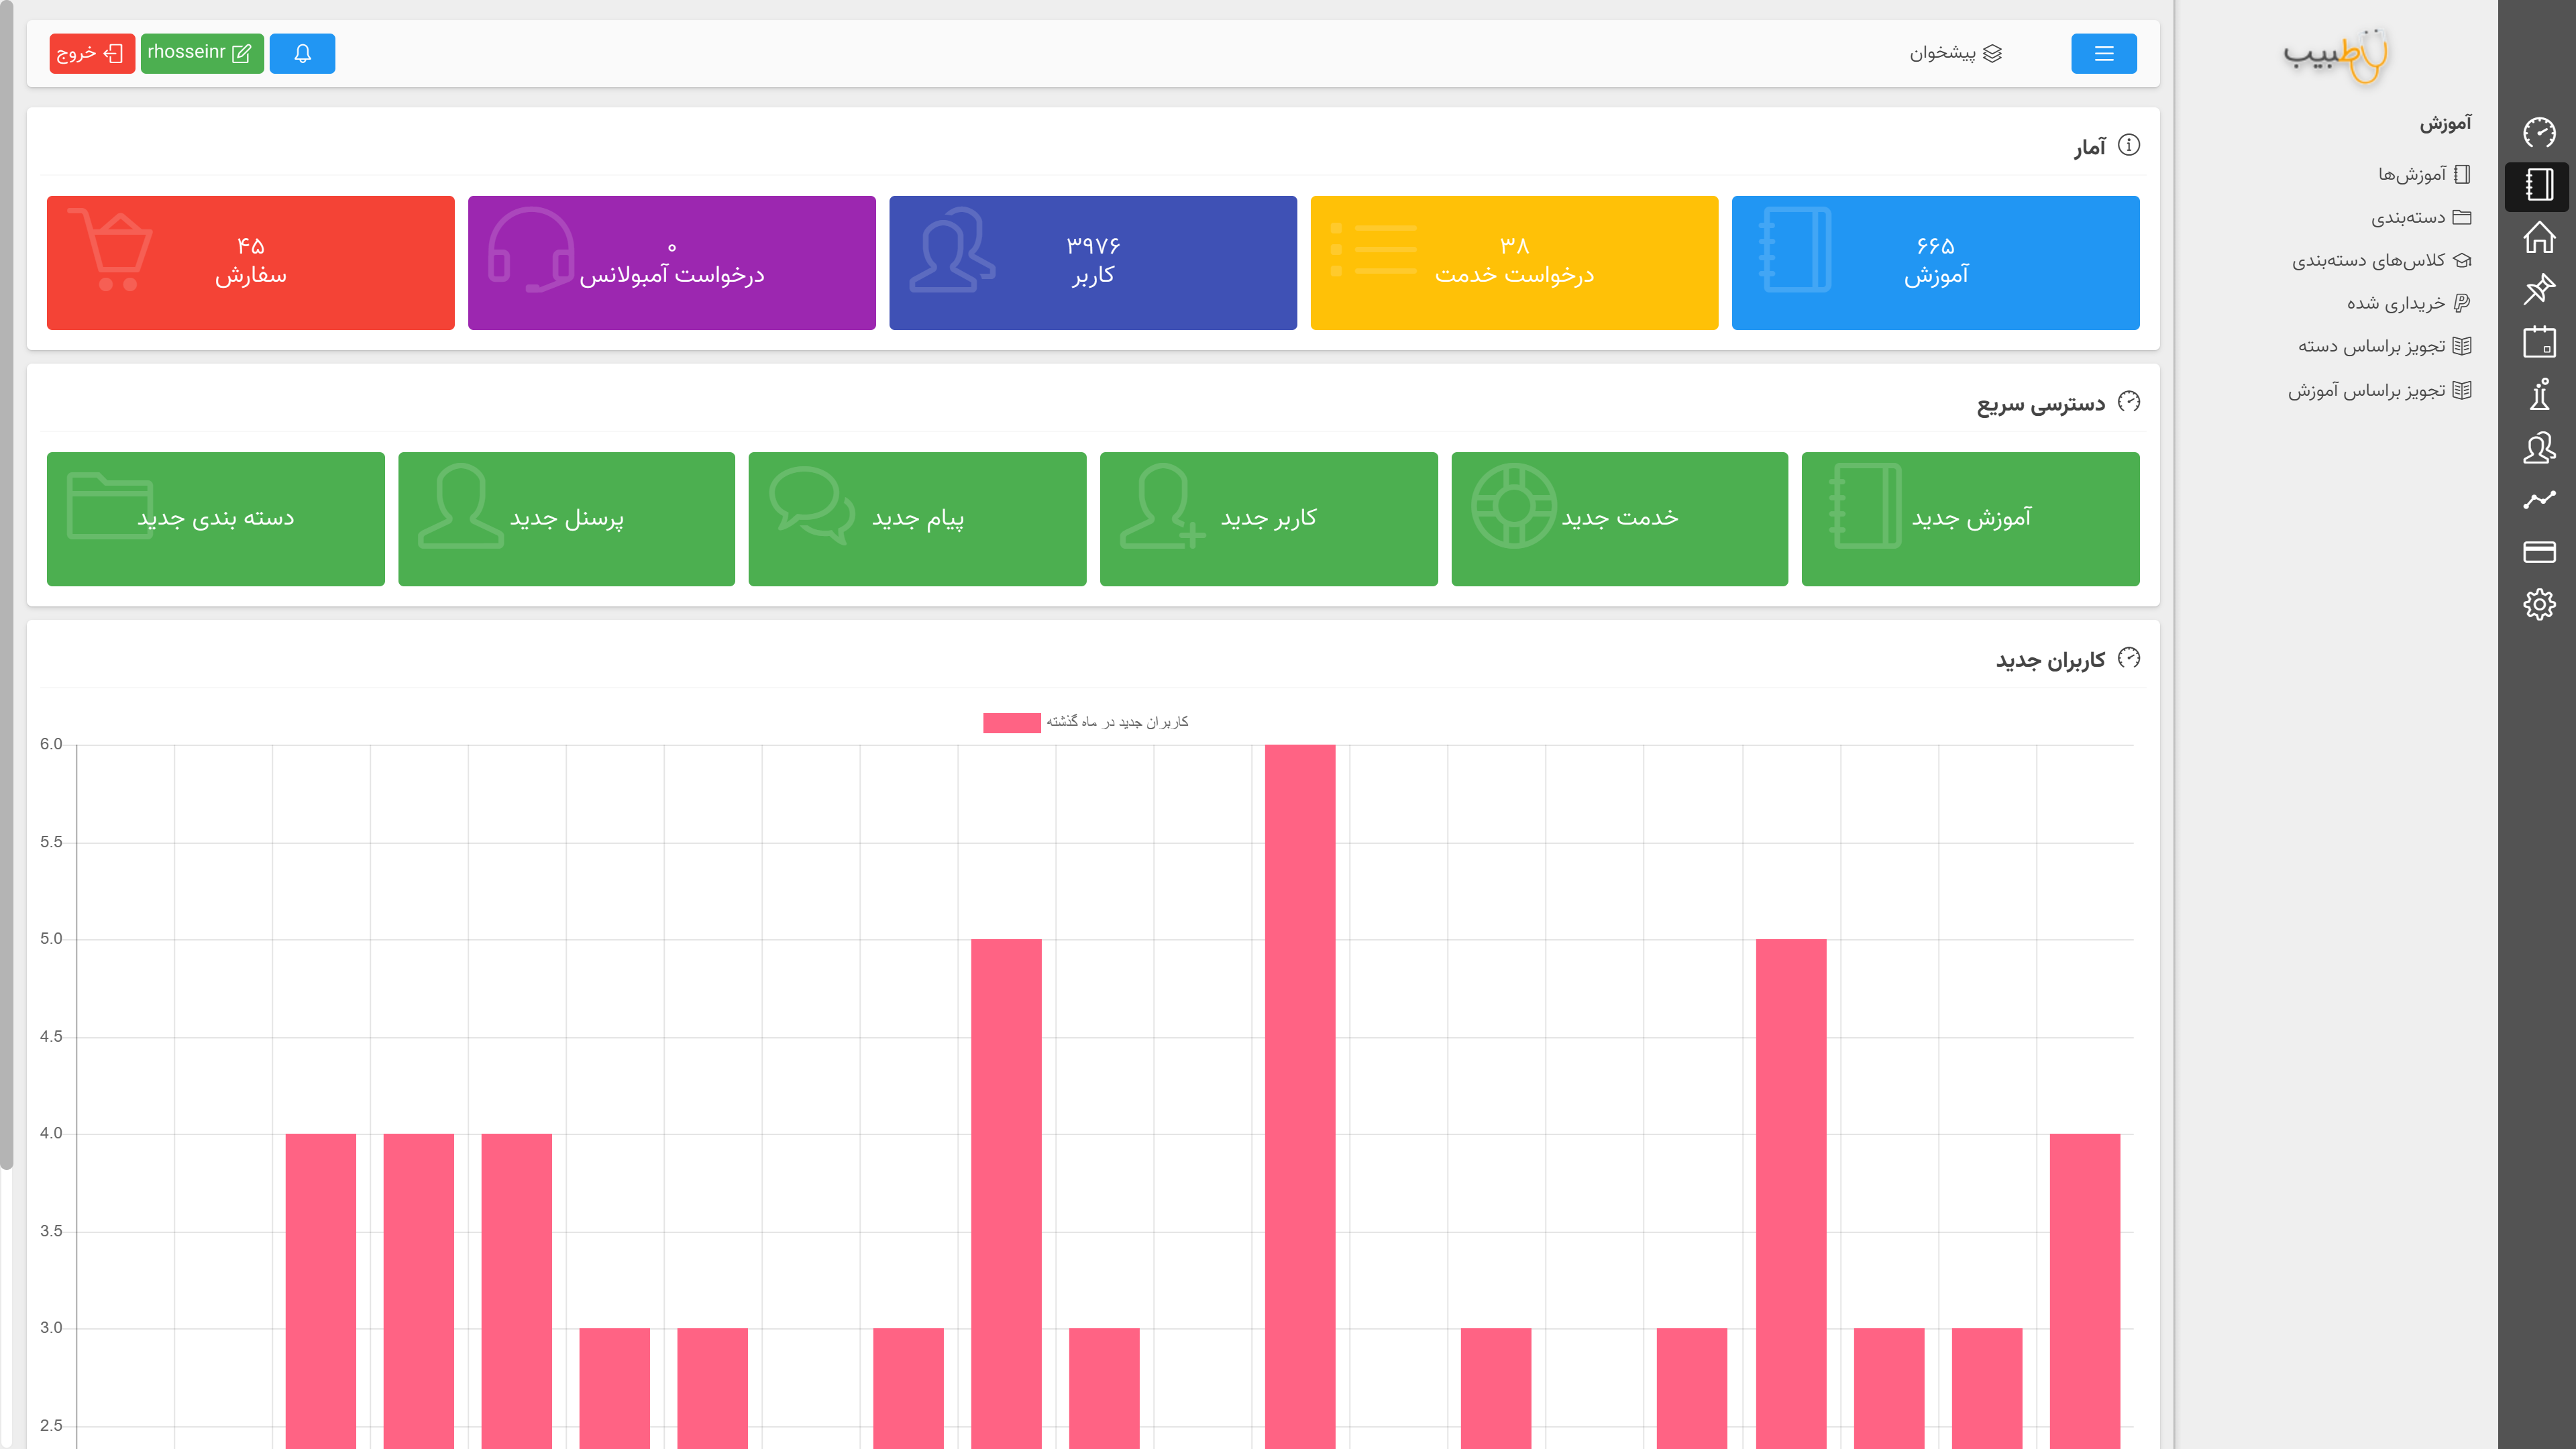 طبیب
آموزش
آموزش‌ها
دسته‌بندی
کلاس‌های دسته‌بندی
خریداری شده
تجویز براساس دسته
تجویز براساس آموزش
پیشخوان
rhosseinr
خروج
آمار
۶۶۵
آموزش
۳۸
درخواست خدمت
۳۹۷۶
کاربر
۰
درخواست آمبولانس
۴۵
سفارش
دسترسی سریع
آموزش جدید
خدمت جدید
کاربر جدید
پیام جدید
پرسنل جدید
دسته بندی جدید
کاربران جدید
کاربران جدید در ماه گذشته
6.0
5.5
5.0
4.5
4.0
3.5
3.0
2.5